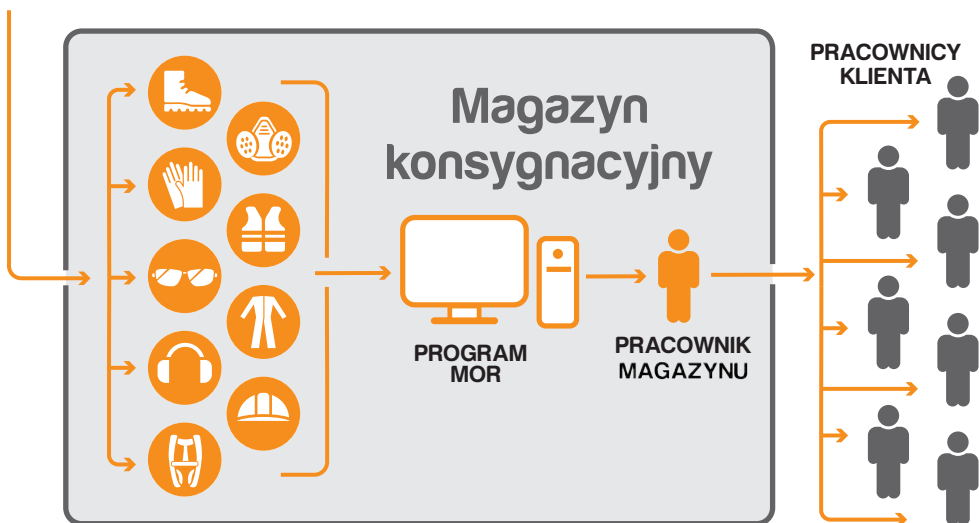 PRACOWNICY
KLIENTA
Magazyn
konsygnacyjny
PROGRAM
MOR
PRACOWNIK
MAGAZYNU